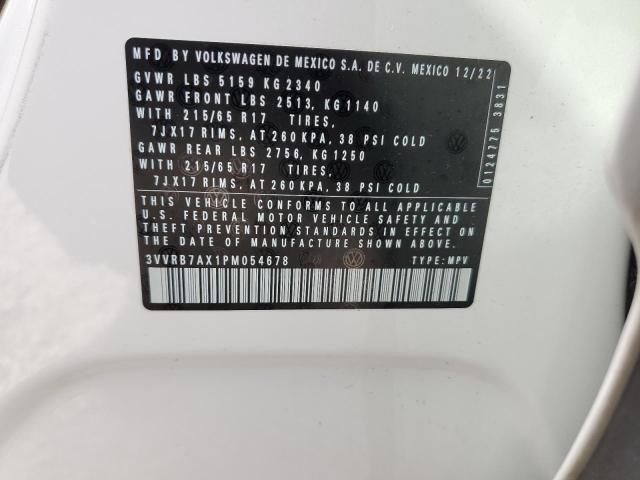 MFD BY VOLKSWAGEN DE MEXICO S.A. DE C.V. MEXICO 12/22
GVWR LBS 5159 KG 2340
GAWR FRONT LBS 2513, KG 1140
WITH 215/65 R17 TIRES,
7JX17 RIMS, AT 260 KPA, 38 PSI COLD
GAWR REAR LBS 2756, KG 1250
WITH 215/65 R17 TIRES,
7JX17 RIMS, AT 260 KPA, 38 PSI COLD
THIS VEHICLE CONFORMS TO ALL APPLICABLE
U.S. FEDERAL MOTOR VEHICLE SAFETY AND
THEFT PREVENTION STANDARDS IN EFFECT ON
THE DATE OF MANUFACTURE SHOWN ABOVE.
3VVRB7AX1PM054678 TYPE: MPV
0124775 3831